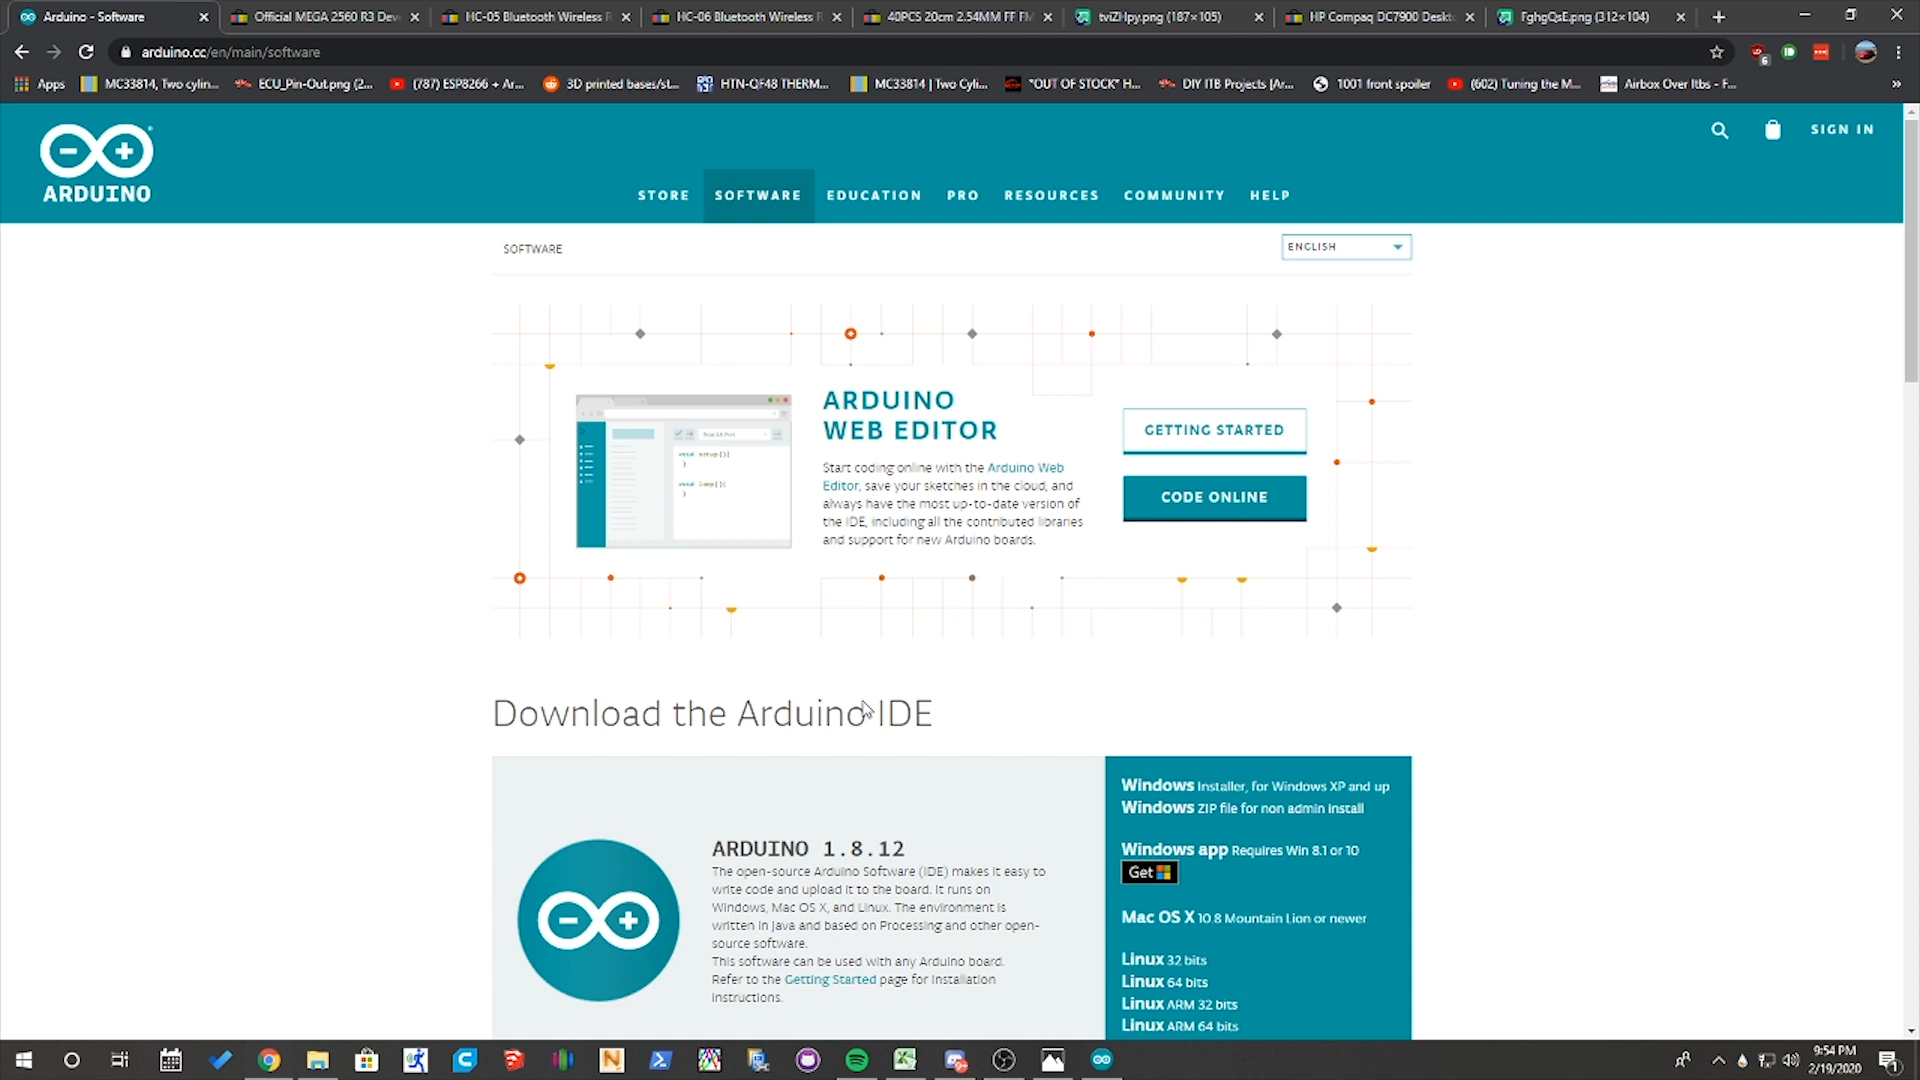 Arduino - Software
Official MEGA 2560 R3 Dev
HC-05 Bluetooth Wireless R
HC-06 Bluetooth Wireless R
40PCS 20cm 2.54MM FF FM
tviZHpy.png (187×105)
HP Compaq DC7900 Deskt
FghgQsE.png (312×104)
arduino.cc/en/main/software
6
Apps
MC33814, Two cylin...
ECU_Pin-Out.png (2...
(787) ESP8266 + Ar...
3D printed bases/st...
HTN-QF48 THERM...
MC33814 | Two Cyli...
"OUT OF STOCK" H...
DIY ITB Projects [Ar...
1001 front spoiler
(602) Tuning the M...
Airbox Over Itbs - F...
»
ARDUINO
SIGN IN
STORE
SOFTWARE
EDUCATION
PRO
RESOURCES
COMMUNITY
HELP
SOFTWARE
ENGLISH
void setup(){
}
void loop(){
}
ARDUINO
WEB EDITOR
Start coding online with the Arduino Web
Editor, save your sketches in the cloud, and
always have the most up-to-date version of
the IDE, including all the contributed libraries
and support for new Arduino boards.
GETTING STARTED
CODE ONLINE
Download the Arduino IDE
ARDUINO 1.8.12
The open-source Arduino Software (IDE) makes it easy to
write code and upload it to the board. It runs on
Windows, Mac OS X, and Linux. The environment is
written in Java and based on Processing and other open-
source software.
This software can be used with any Arduino board.
Refer to the Getting Started page for Installation
instructions.
Windows Installer, for Windows XP and up
Windows ZIP file for non admin install
Windows app Requires Win 8.1 or 10
Get
Mac OS X 10.8 Mountain Lion or newer
Linux 32 bits
Linux 64 bits
Linux ARM 32 bits
Linux ARM 64 bits
9:54 PM
2/19/2020
1